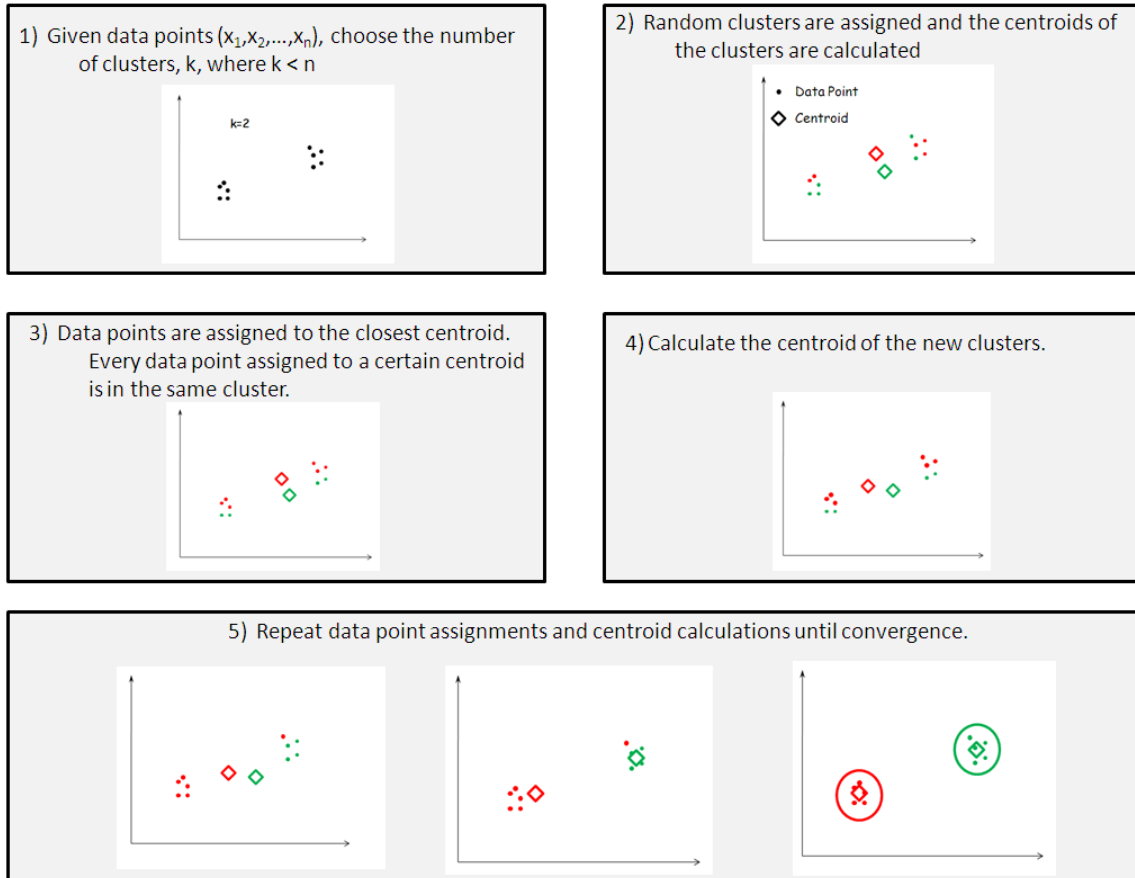 1) Given data points (x₁,x₂,...,xₙ), choose the number
of clusters, k, where k < n
k=2
2) Random clusters are assigned and the centroids of
the clusters are calculated
Data Point
Centroid
3) Data points are assigned to the closest centroid.
Every data point assigned to a certain centroid
is in the same cluster.
4) Calculate the centroid of the new clusters.
5) Repeat data point assignments and centroid calculations until convergence.